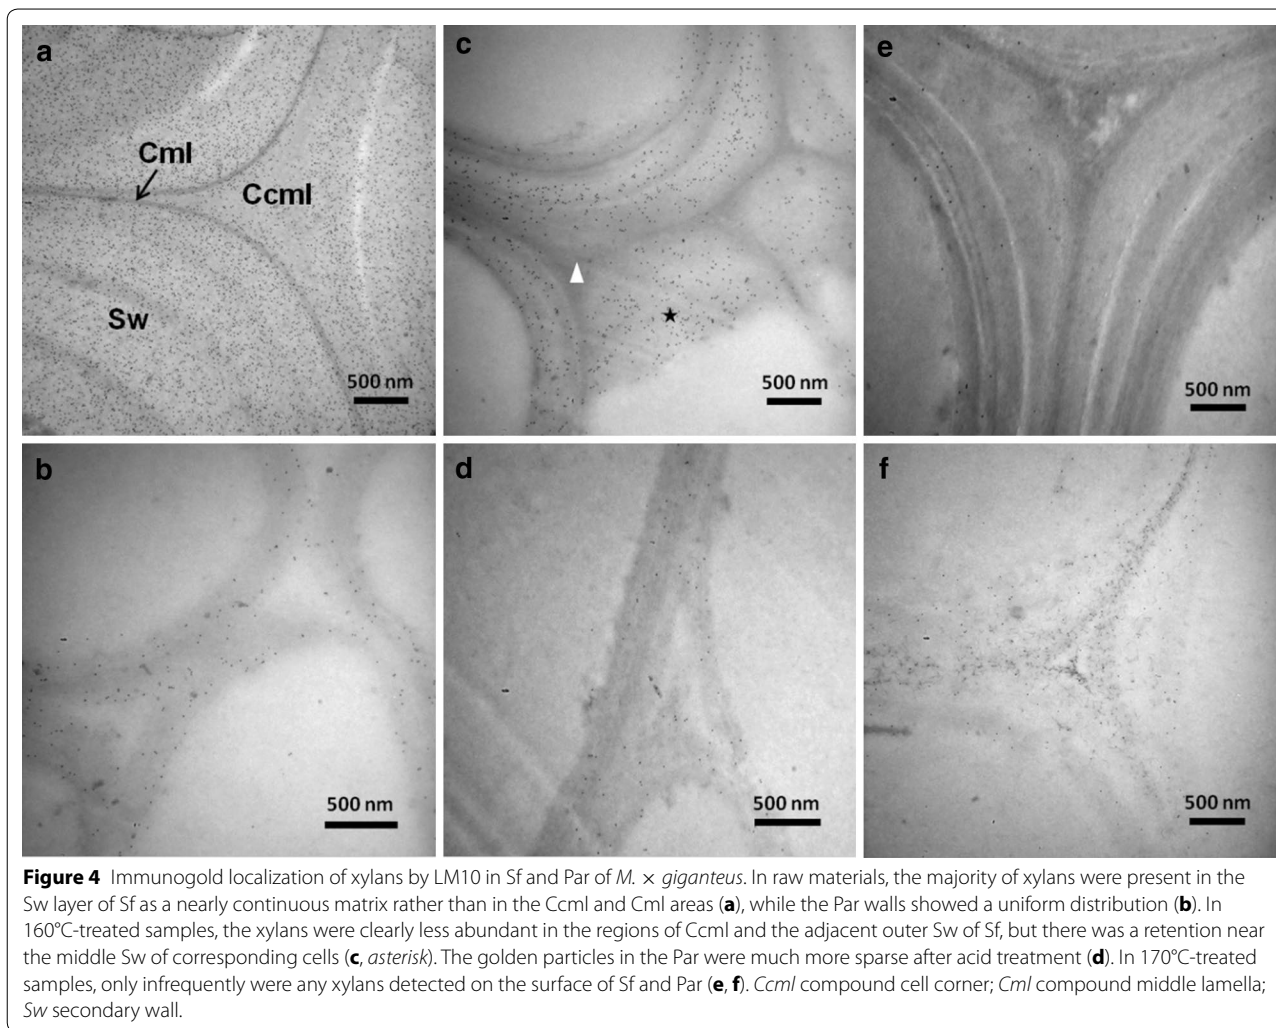 a
Cml
Ccml
Sw
500 nm
c
500 nm
e
500 nm
b
500 nm
d
500 nm
f
500 nm
Figure 4 Immunogold localization of xylans by LM10 in Sf and Par of M. × giganteus. In raw materials, the majority of xylans were present in the
Sw layer of Sf as a nearly continuous matrix rather than in the Ccml and Cml areas (a), while the Par walls showed a uniform distribution (b). In
160°C-treated samples, the xylans were clearly less abundant in the regions of Ccml and the adjacent outer Sw of Sf, but there was a retention near
the middle Sw of corresponding cells (c, asterisk). The golden particles in the Par were much more sparse after acid treatment (d). In 170°C-treated
samples, only infrequently were any xylans detected on the surface of Sf and Par (e, f). Ccml compound cell corner; Cml compound middle lamella;
Sw secondary wall.